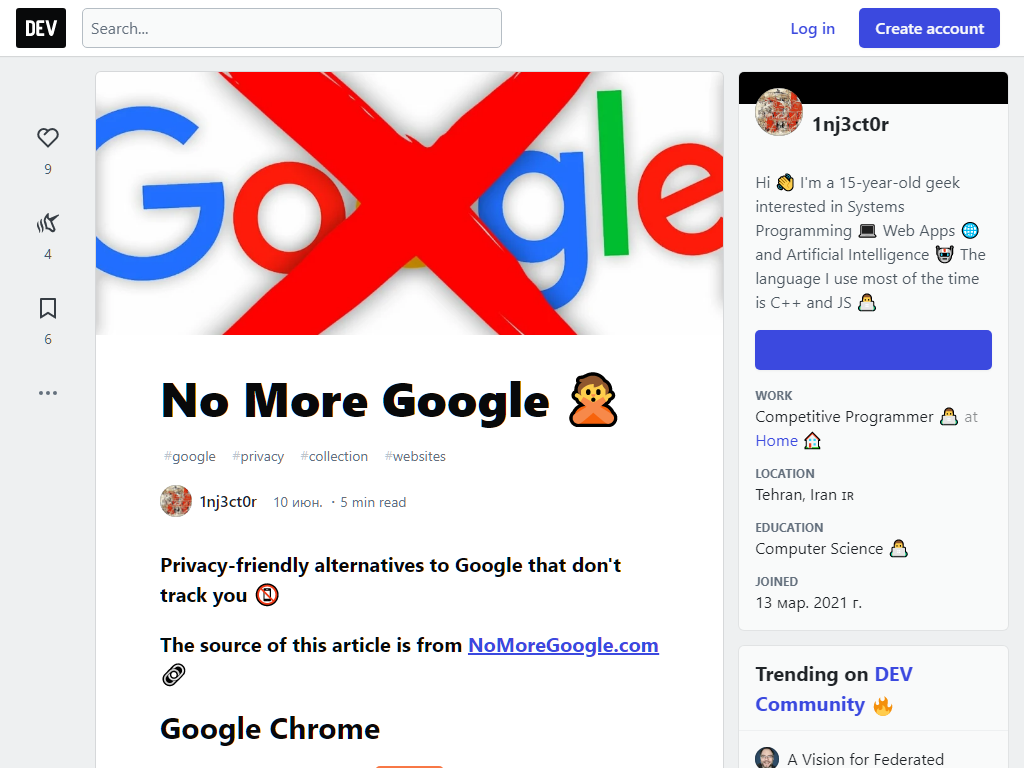 DEV
Search...
Log in
Create account
Google
9
4
6
No More Google 🙅
#google #privacy #collection #websites
1nj3ct0r 10 июн. · 5 min read
Privacy-friendly alternatives to Google that don't
track you 📵
The source of this article is from NoMoreGoogle.com
🔗
Google Chrome
1nj3ct0r
Hi 👋 I'm a 15-year-old geek
interested in Systems
Programming 💻 Web Apps 🌐
and Artificial Intelligence 🤖 The
language I use most of the time
is C++ and JS 👨‍💻
WORK
Competitive Programmer 👨‍💻 at
Home 🏠
LOCATION
Tehran, Iran 🇮🇷
EDUCATION
Computer Science 👨‍💻
JOINED
13 мар. 2021 г.
Trending on DEV
Community 🔥
A Vision for Federated